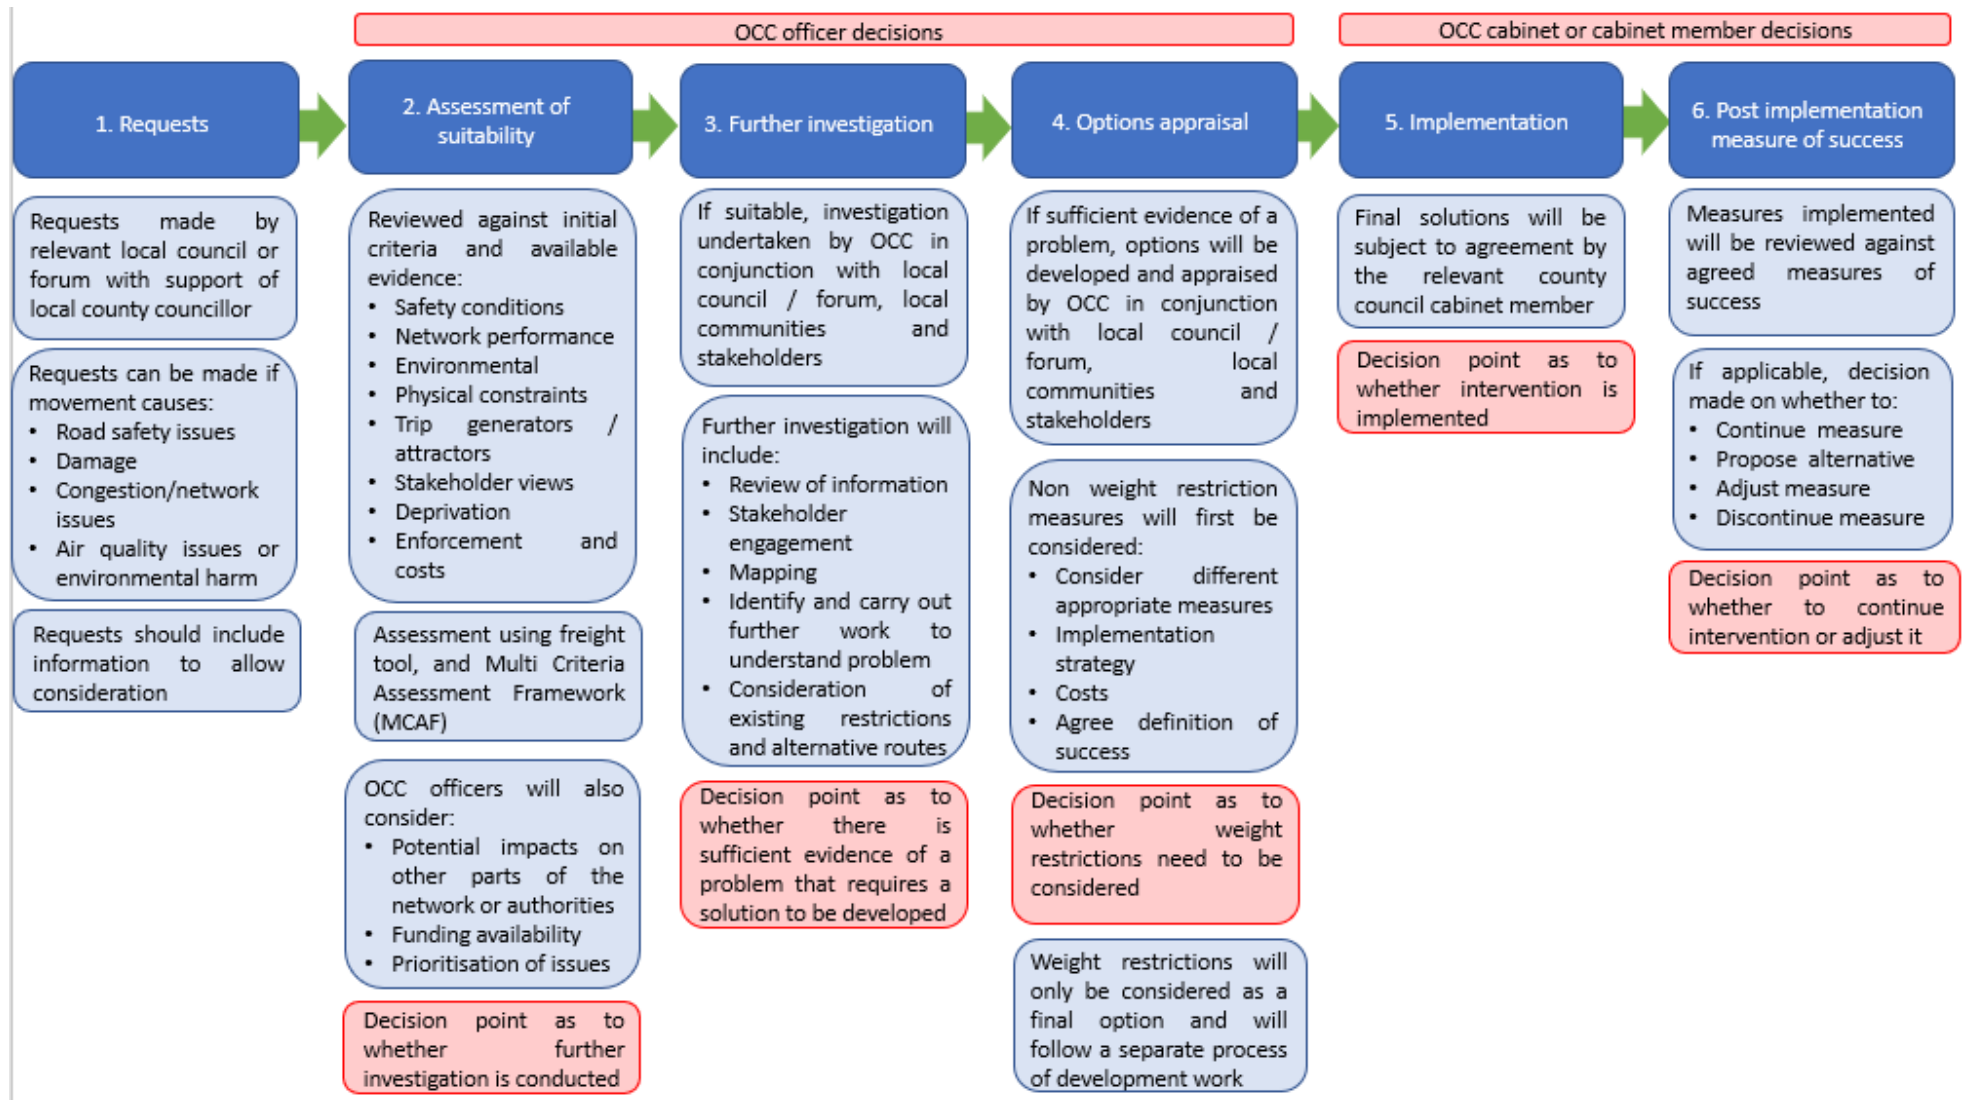 OCC officer decisions
OCC cabinet or cabinet member decisions
1. Requests
2. Assessment of
suitability
3. Further investigation
4. Options appraisal
5. Implementation
6. Post implementation
measure of success
Requests made by
relevant local council or
forum with support of
local county councillor
Requests can be made if
movement causes:
• Road safety issues
• Damage
• Congestion/network
issues
• Air quality issues or
environmental harm
Requests should include
information to allow
consideration
Reviewed against initial
criteria and available
evidence:
• Safety conditions
• Network performance
• Environmental
• Physical constraints
• Trip generators /
attractors
• Stakeholder views
• Deprivation
• Enforcement and
costs
Assessment using freight
tool, and Multi Criteria
Assessment Framework
(MCAF)
OCC officers will also
consider:
• Potential impacts on
other parts of the
network or authorities
• Funding availability
• Prioritisation of issues
Decision point as to
whether further
investigation is conducted
If suitable, investigation
undertaken by OCC in
conjunction with local
council / forum, local
communities and
stakeholders
Further investigation will
include:
• Review of information
• Stakeholder
engagement
• Mapping
• Identify and carry out
further work to
understand problem
• Consideration of
existing restrictions
and alternative routes
Decision point as to
whether there is
sufficient evidence of a
problem that requires a
solution to be developed
If sufficient evidence of a
problem, options will be
developed and appraised
by OCC in conjunction
with local council /
forum, local
communities and
stakeholders
Non weight restriction
measures will first be
considered:
• Consider different
appropriate measures
• Implementation
strategy
• Costs
• Agree definition of
success
Decision point as to
whether weight
restrictions need to be
considered
Weight restrictions will
only be considered as a
final option and will
follow a separate process
of development work
Final solutions will be
subject to agreement by
the relevant county
council cabinet member
Decision point as to
whether intervention is
implemented
Measures implemented
will be reviewed against
agreed measures of
success
If applicable, decision
made on whether to:
• Continue measure
• Propose alternative
• Adjust measure
• Discontinue measure
Decision point as to
whether to continue
intervention or adjust it